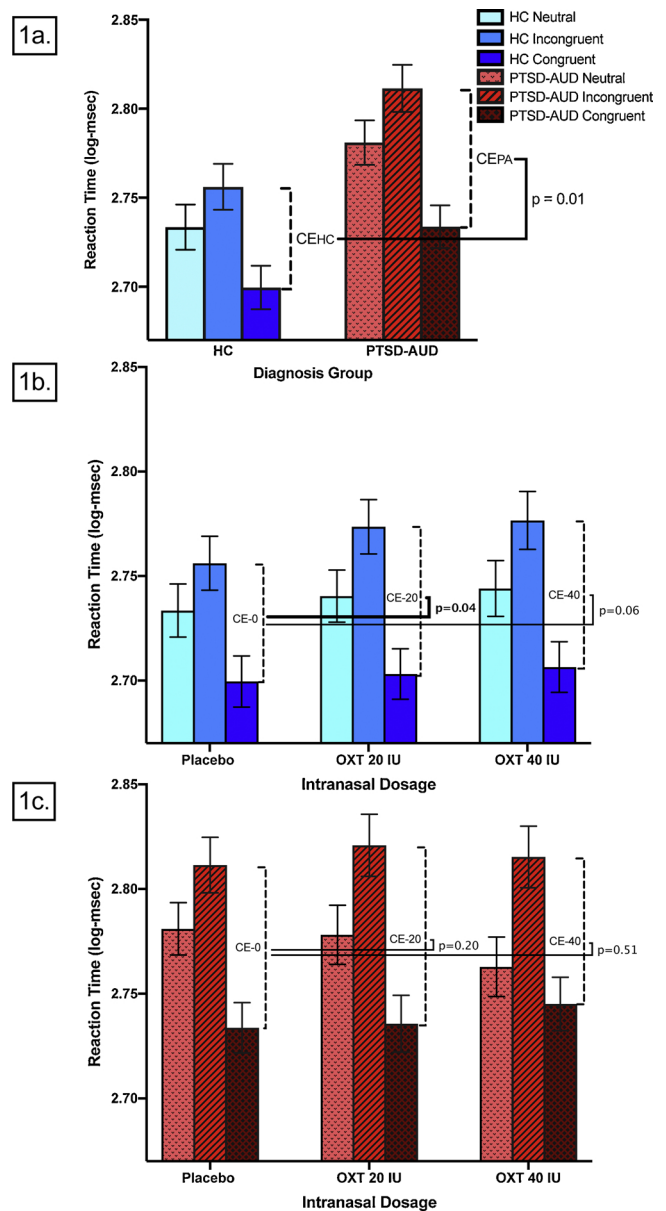 1a.
2.85
2.80
2.75
2.70
Reaction Time (log-msec)
HC Neutral
HC Incongruent
HC Congruent
PTSD-AUD Neutral
PTSD-AUD Incongruent
PTSD-AUD Congruent
CEHC
CEPA
p = 0.01
HC
PTSD-AUD
Diagnosis Group
1b.
2.85
2.80
2.75
2.70
Reaction Time (log-msec)
CE-0
CE-20
p=0.04
CE-40
p=0.06
Placebo
OXT 20 IU
OXT 40 IU
Intranasal Dosage
1c.
2.85
2.80
2.75
2.70
Reaction Time (log-msec)
CE-0
CE-20
p=0.20
CE-40
p=0.51
Placebo
OXT 20 IU
OXT 40 IU
Intranasal Dosage